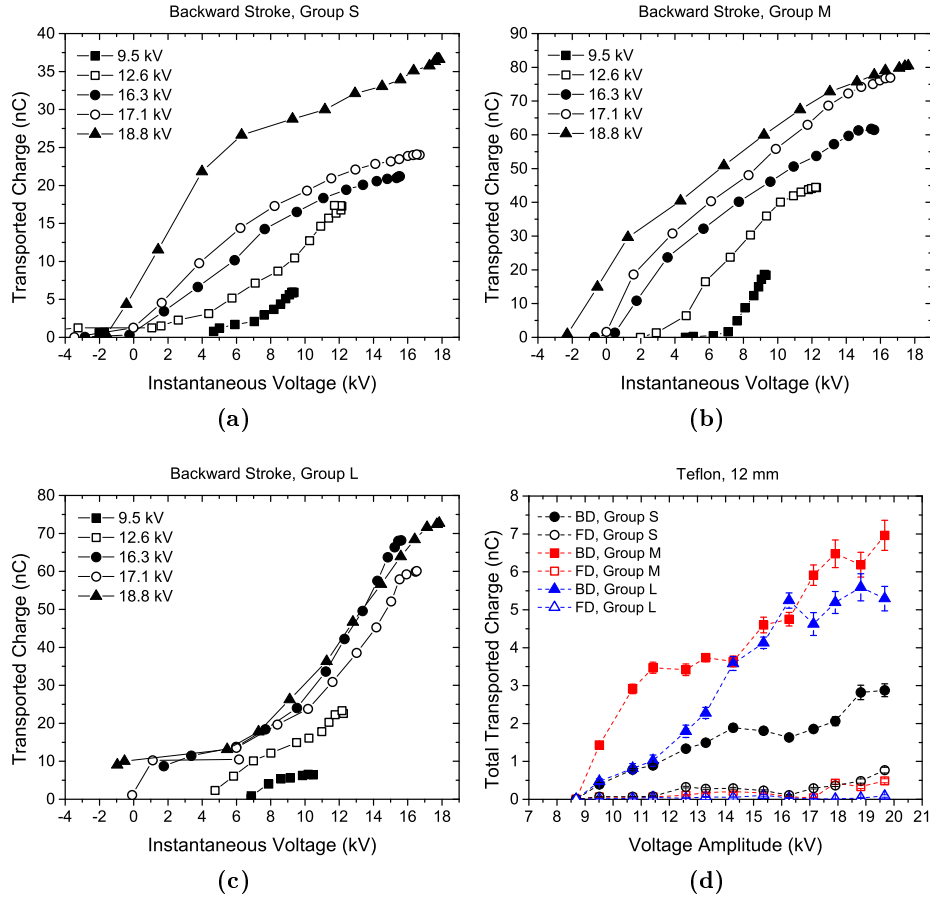 Backward Stroke, Group S
40
35
30
25
20
15
10
5
0
Transported Charge (nC)
9.5 kV
12.6 kV
16.3 kV
17.1 kV
18.8 kV
-4 -2 0 2 4 6 8 10 12 14 16 18
Instantaneous Voltage (kV)
(a)
Backward Stroke, Group M
90
80
70
60
50
40
30
20
10
0
Transported Charge (nC)
9.5 kV
12.6 kV
16.3 kV
17.1 kV
18.8 kV
-4 -2 0 2 4 6 8 10 12 14 16 18
Instantaneous Voltage (kV)
(b)
Backward Stroke, Group L
80
70
60
50
40
30
20
10
0
Transported Charge (nC)
9.5 kV
12.6 kV
16.3 kV
17.1 kV
18.8 kV
-4 -2 0 2 4 6 8 10 12 14 16 18
Instantaneous Voltage (kV)
(c)
Teflon, 12 mm
8
7
6
5
4
3
2
1
0
Total Transported Charge (nC)
BD, Group S
FD, Group S
BD, Group M
FD, Group M
BD, Group L
FD, Group L
7 8 9 10 11 12 13 14 15 16 17 18 19 20 21
Voltage Amplitude (kV)
(d)